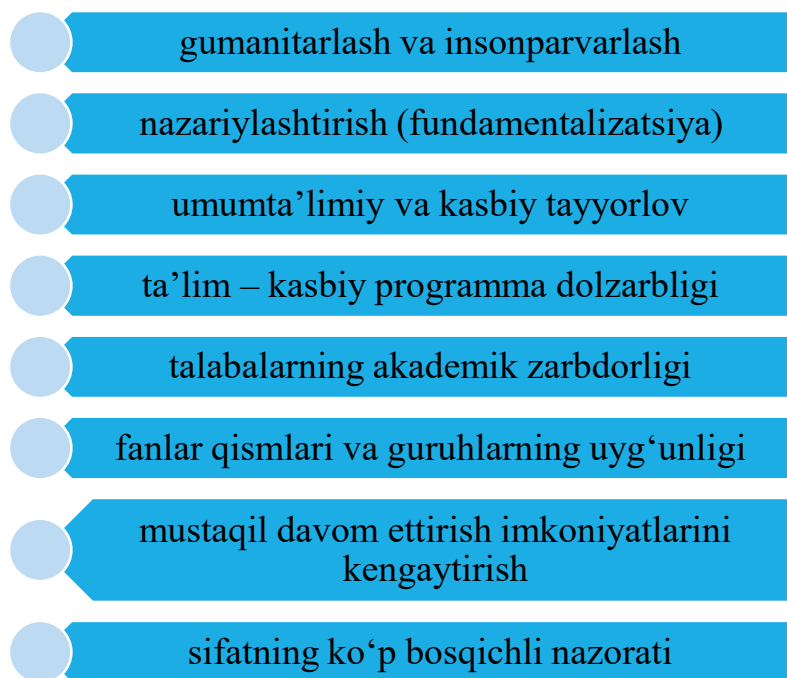 gumanitarlash va insonparvarlash
nazariylashtirish (fundamentalizatsiya)
umumta’limiy va kasbiy tayyorlov
ta’lim – kasbiy programma dolzarbligi
talabalarning akademik zarbdorligi
fanlar qismlari va guruhlarning uyg‘unligi
mustaqil davom ettirish imkoniyatlarini
kengaytirish
sifatning ko‘p bosqichli nazorati